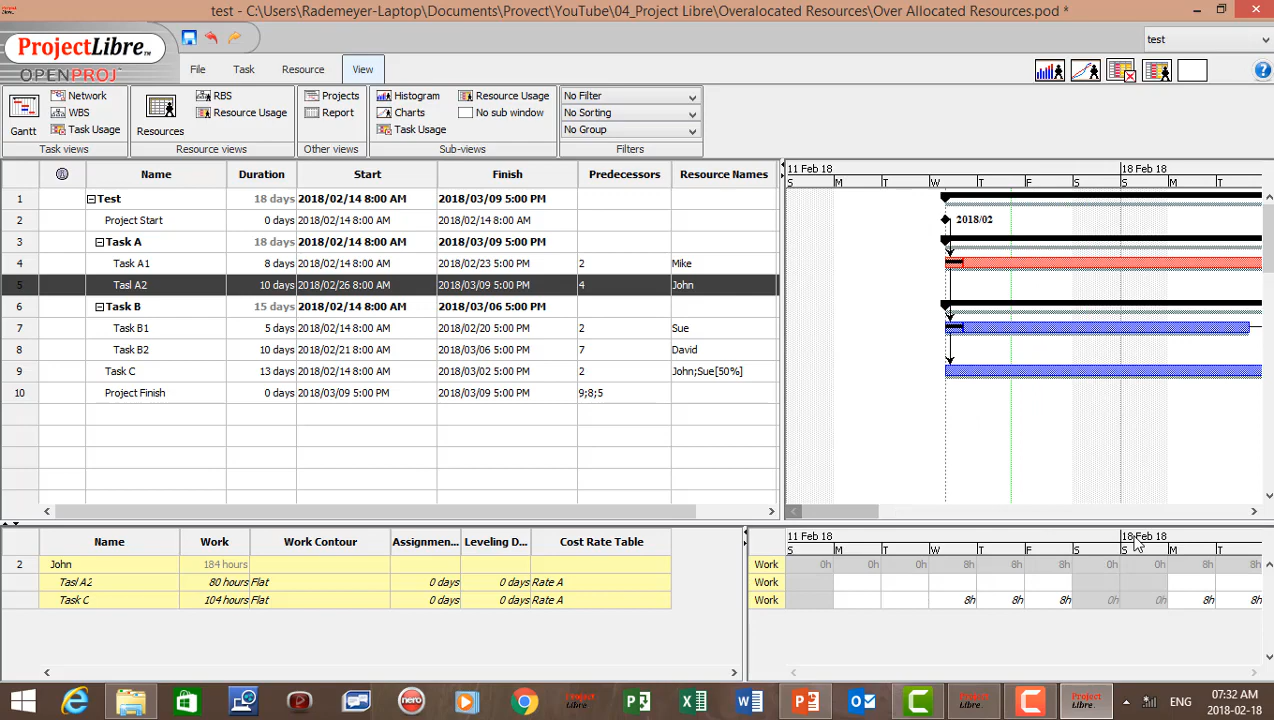 test - C:\Users\Rademeyer-Laptop\Documents\Provect\YouTube\04_Project Libre\Overalocated Resources\Over Allocated Resources.pod *
ProjectLibre™
OPENPROJ
test
File Task Resource View
Gantt
Network
WBS
Task Usage
Task views
Resources
RBS
Resource Usage
Resource views
Projects
Report
Other views
Histogram
Charts
Task Usage
Resource Usage
No sub window
Sub-views
No Filter
No Sorting
No Group
Filters
Name Duration Start Finish Predecessors Resource Names
1 Test 18 days 2018/02/14 8:00 AM 2018/03/09 5:00 PM
2 Project Start 0 days 2018/02/14 8:00 AM 2018/02/14 8:00 AM
3 Task A 18 days 2018/02/14 8:00 AM 2018/03/09 5:00 PM
4 Task A1 8 days 2018/02/14 8:00 AM 2018/02/23 5:00 PM 2 Mike
5 Tasl A2 10 days 2018/02/26 8:00 AM 2018/03/09 5:00 PM 4 John
6 Task B 15 days 2018/02/14 8:00 AM 2018/03/06 5:00 PM
7 Task B1 5 days 2018/02/14 8:00 AM 2018/02/20 5:00 PM 2 Sue
8 Task B2 10 days 2018/02/21 8:00 AM 2018/03/06 5:00 PM 7 David
9 Task C 13 days 2018/02/14 8:00 AM 2018/03/02 5:00 PM 2 John;Sue[50%]
10 Project Finish 0 days 2018/03/09 5:00 PM 2018/03/09 5:00 PM 9;8;5
11 Feb 18 18 Feb 18
S M T W T F S S M T
2018/02
Name Work Work Contour Assignmen... Leveling D... Cost Rate Table
2 John 184 hours
Tasl A2 80 hours Flat 0 days 0 days Rate A
Task C 104 hours Flat 0 days 0 days Rate A
11 Feb 18 18 Feb 18
S M T W T F S S M T
Work 0h 0h 0h 8h 8h 8h 0h 0h 8h 8h
Work
Work 8h 8h 8h 0h 0h 8h 8h
nero
ProjectLibre
ProjectLibre
ProjectLibre
ENG
07:32 AM
2018-02-18